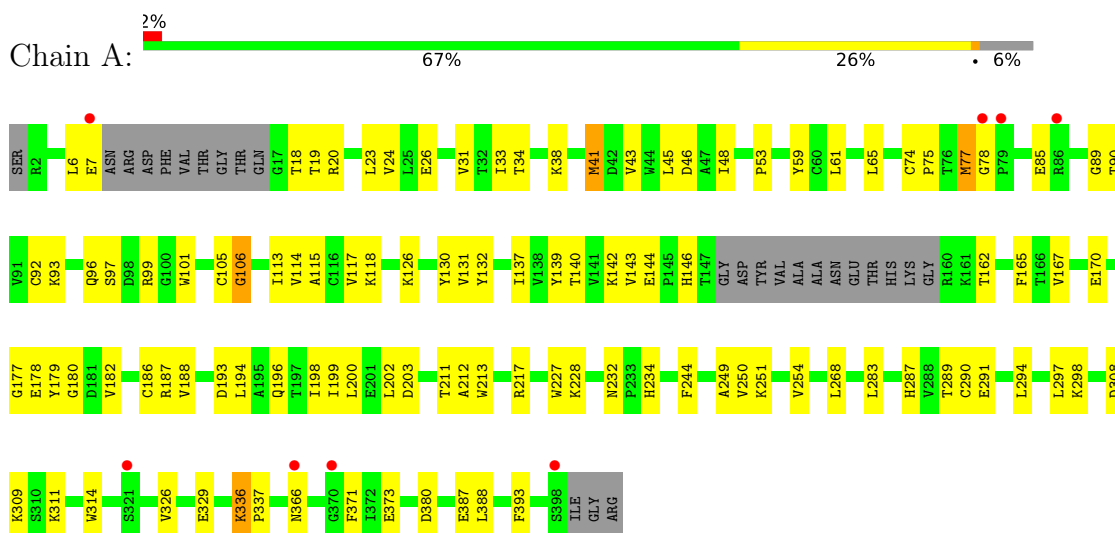 2%
Chain A:
67% 26% • 6%
SER R2 L6 E7 ASN ARG ASP PHE VAL THR GLY THR GLN G17 T18 T19 R20 L23 V24 L25 E26 V31 T32 I33 T34 K38 M41 D42 V43 W44 L45 D46 A47 I48 P53 Y59 C60 L61 L65 C74 P75 T76 M77 G78 P79 E85 R86 G89 T90
V91 C92 K93 Q96 S97 D98 R99 G100 W101 C105 G106 I113 V114 A115 C116 V117 K118 K126 Y130 V131 Y132 I137 V138 Y139 T140 V141 K142 V143 E144 P145 H146 T147 GLY ASP TYR VAL ALA ALA ASN GLU THR HIS LYS GLY R160 K161 T162 F165 T166 V167 E170
G177 E178 Y179 G180 D181 V182 C186 R187 V188 D193 L194 A195 Q196 T197 I198 I199 L200 E201 L202 D203 T211 A212 W213 R217 W227 K228 N232 P233 H234 F244 A249 V250 K251 V254 L268 L283 H287 V288 T289 C290 E291 L294 L297 K298 D308
K309 S310 K311 W314 S321 V326 E329 K336 P337 N366 G370 F371 I372 E373 D380 E387 L388 F393 S398 ILE GLY ARG